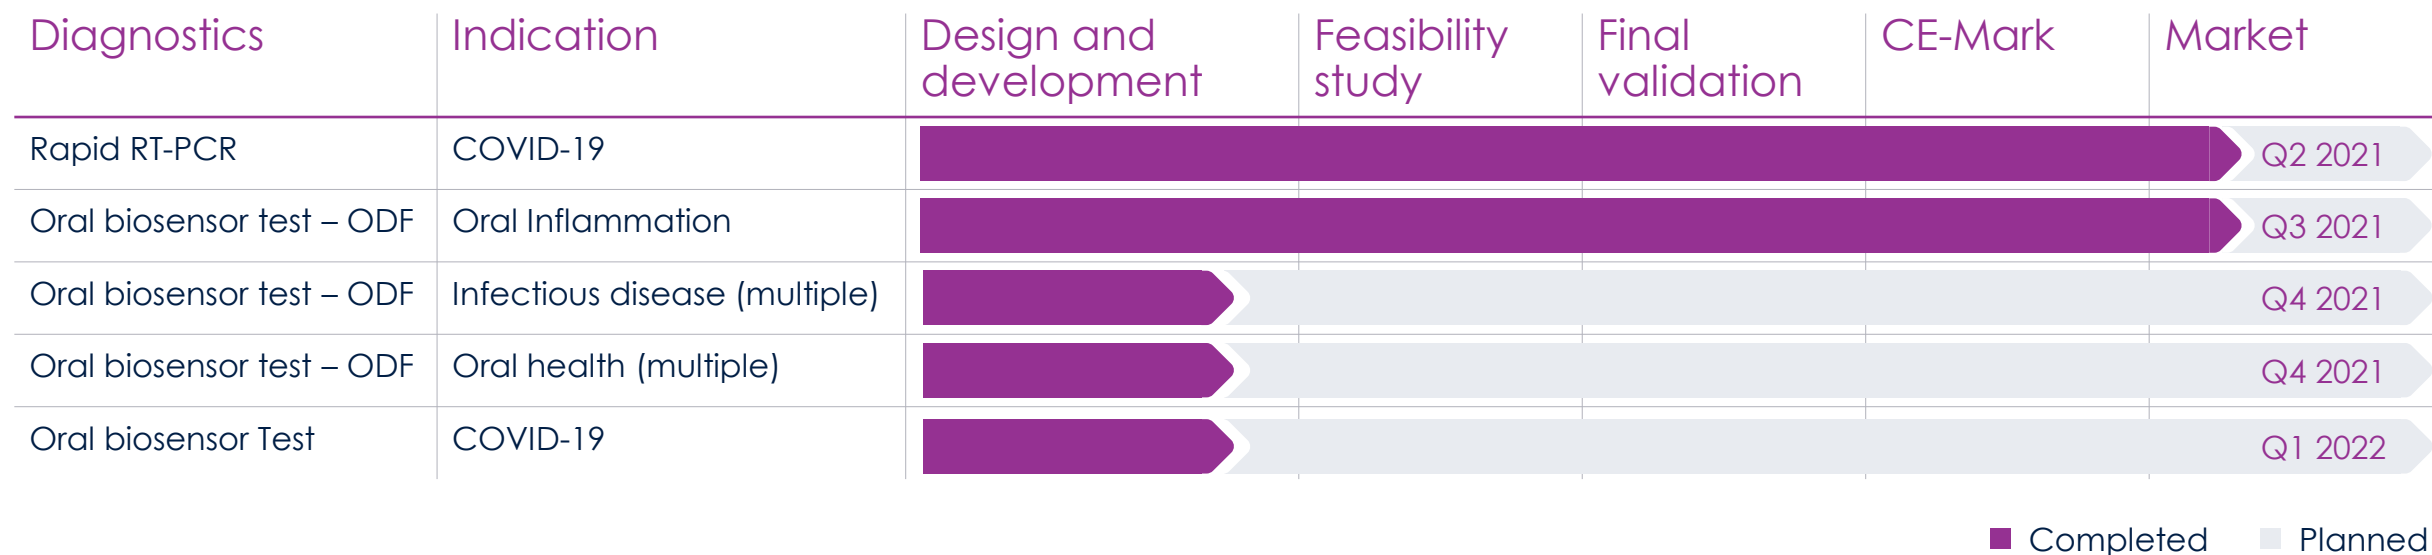 Diagnostics
Indication
Design and
development
Feasibility
study
Final
validation
CE-Mark
Market
Rapid RT-PCR
COVID-19
Q2 2021
Oral biosensor test – ODF
Oral Inflammation
Q3 2021
Oral biosensor test – ODF
Infectious disease (multiple)
Q4 2021
Oral biosensor test – ODF
Oral health (multiple)
Q4 2021
Oral biosensor Test
COVID-19
Q1 2022
Completed
Planned